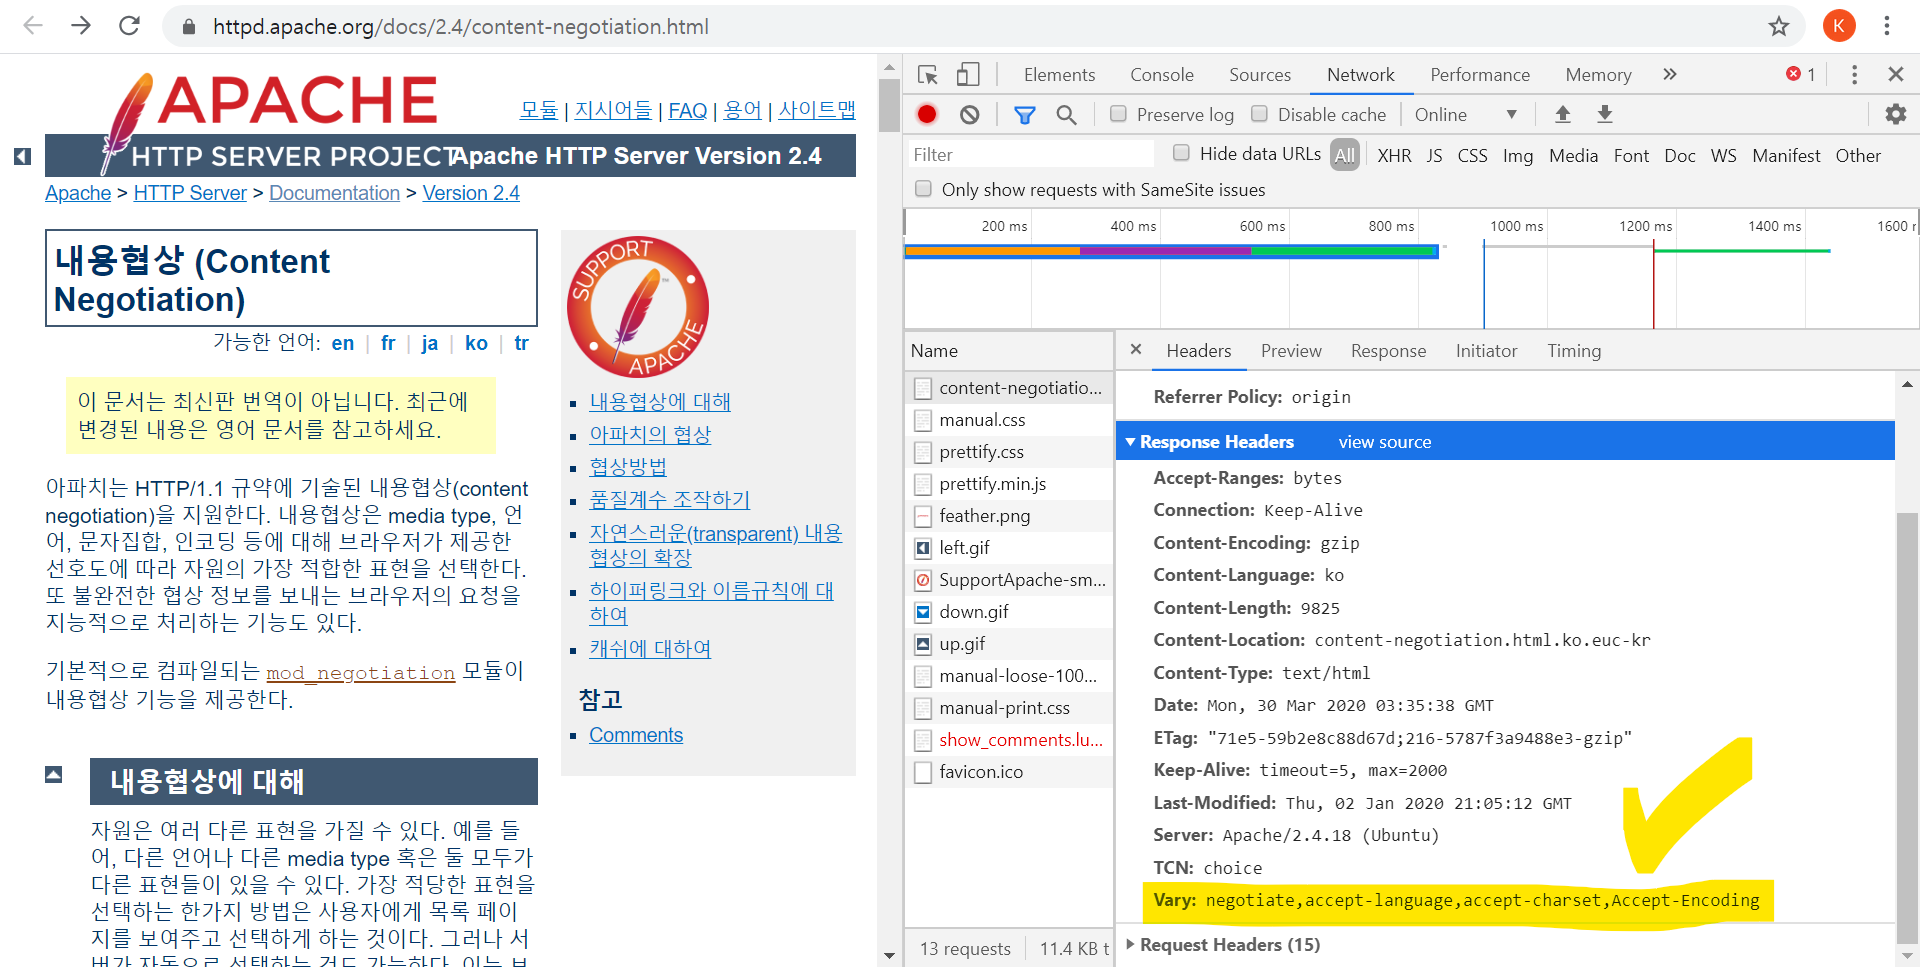 httpd.apache.org/docs/2.4/content-negotiation.html
K
APACHE
HTTP SERVER PROJECT
모듈 | 지시어들 | FAQ | 용어 | 사이트맵
Apache HTTP Server Version 2.4
Apache > HTTP Server > Documentation > Version 2.4
내용협상 (Content
Negotiation)
가능한 언어: en | fr | ja | ko | tr
이 문서는 최신판 번역이 아닙니다. 최근에
변경된 내용은 영어 문서를 참고하세요.
아파치는 HTTP/1.1 규약에 기술된 내용협상(content
negotiation)을 지원한다. 내용협상은 media type, 언
어, 문자집합, 인코딩 등에 대해 브라우저가 제공한
선호도에 따라 자원의 가장 적합한 표현을 선택한다.
또 불완전한 협상 정보를 보내는 브라우저의 요청을
지능적으로 처리하는 기능도 있다.
기본적으로 컴파일되는 mod_negotiation 모듈이
내용협상 기능을 제공한다.
SUPPORT
APACHE
내용협상에 대해
아파치의 협상
협상방법
품질계수 조작하기
자연스러운(transparent) 내용
협상의 확장
하이퍼링크와 이름규칙에 대
하여
캐쉬에 대하여
참고
Comments
내용협상에 대해
자원은 여러 다른 표현을 가질 수 있다. 예를 들
어, 다른 언어나 다른 media type 혹은 둘 모두가
다른 표현들이 있을 수 있다. 가장 적당한 표현을
선택하는 한가지 방법은 사용자에게 목록 페이
지를 보여주고 선택하게 하는 것이다. 그러나 서
버가 자동으로 선택하는 것도 가능하다. 이는 브
Elements Console Sources Network Performance Memory » 1
Preserve log Disable cache Online
Filter
Hide data URLs All XHR JS CSS Img Media Font Doc WS Manifest Other
Only show requests with SameSite issues
200 ms 400 ms 600 ms 800 ms 1000 ms 1200 ms 1400 ms 1600 r
Name
content-negotiatio...
manual.css
prettify.css
prettify.min.js
feather.png
left.gif
SupportApache-sm...
down.gif
up.gif
manual-loose-100...
manual-print.css
show_comments.lu...
favicon.ico
13 requests 11.4 KB t
Headers Preview Response Initiator Timing
Referrer Policy: origin
Response Headers view source
Accept-Ranges: bytes
Connection: Keep-Alive
Content-Encoding: gzip
Content-Language: ko
Content-Length: 9825
Content-Location: content-negotiation.html.ko.euc-kr
Content-Type: text/html
Date: Mon, 30 Mar 2020 03:35:38 GMT
ETag: "71e5-59b2e8c88d67d;216-5787f3a9488e3-gzip"
Keep-Alive: timeout=5, max=2000
Last-Modified: Thu, 02 Jan 2020 21:05:12 GMT
Server: Apache/2.4.18 (Ubuntu)
TCN: choice
Vary: negotiate,accept-language,accept-charset,Accept-Encoding
Request Headers (15)